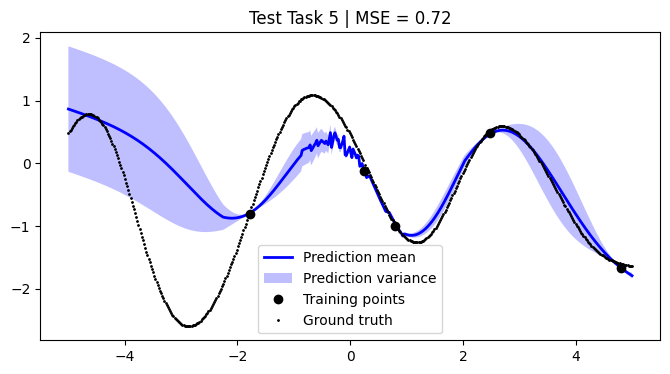 Test Task 5 | MSE = 0.72
2
1
0
−1
−2
Prediction mean
Prediction variance
Training points
Ground truth
−4 −2 0 2 4